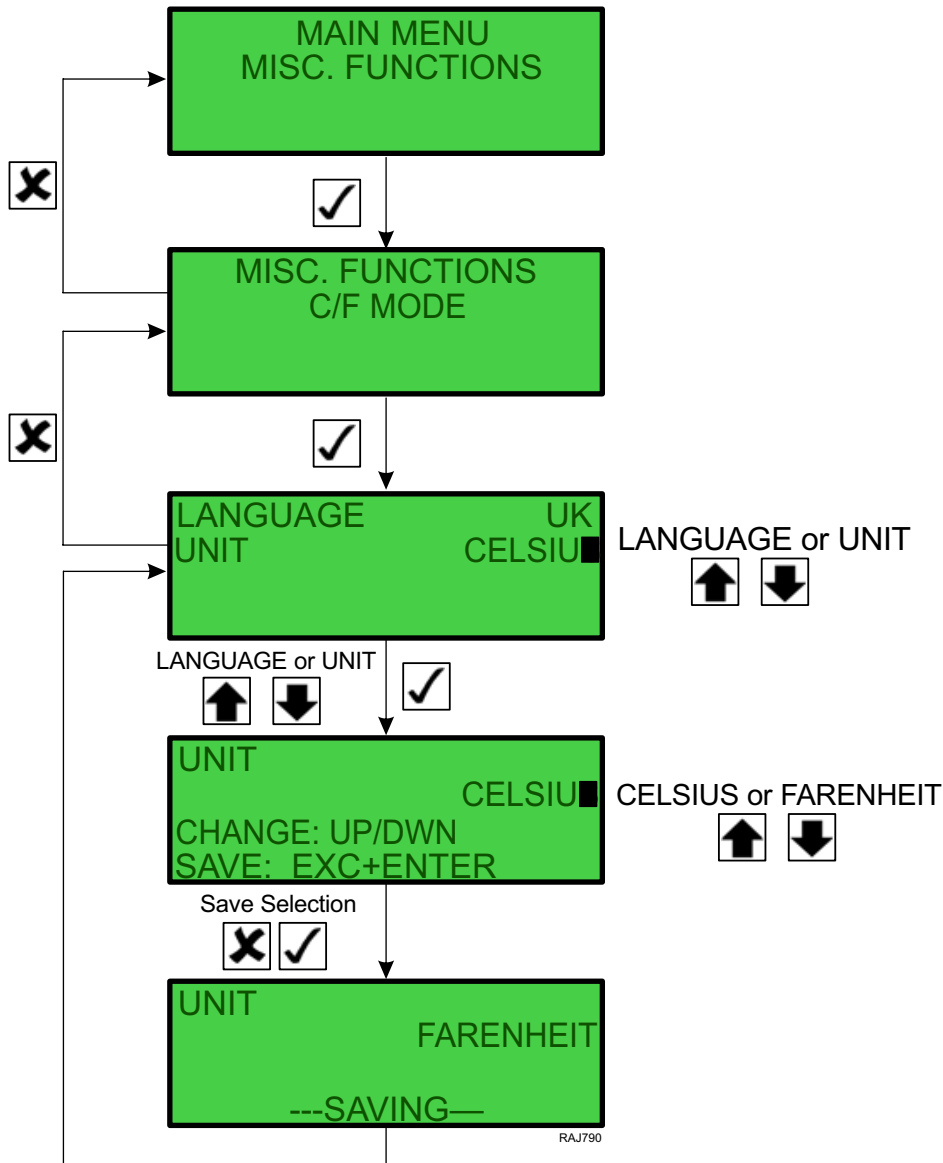 MAIN MENU
MISC. FUNCTIONS
MISC. FUNCTIONS
C/F MODE
LANGUAGE UK
UNIT CELSIU
LANGUAGE or UNIT
LANGUAGE or UNIT
UNIT
CELSIU
CHANGE: UP/DWN
SAVE: EXC+ENTER
CELSIUS or FARENHEIT
Save Selection
UNIT
FARENHEIT
---SAVING—
RAJ790